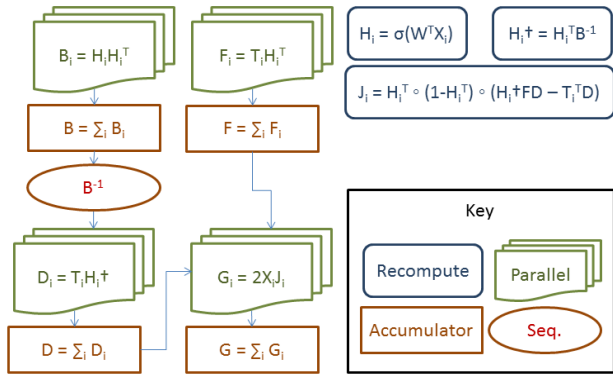 Bᵢ = HᵢHᵢᵀ
Fᵢ = TᵢHᵢᵀ
Hᵢ = σ(WᵀXᵢ)
Hᵢ† = HᵢᵀB⁻¹
Jᵢ = Hᵢᵀ ∘ (1-Hᵢᵀ) ∘ (Hᵢ†FD – TᵢᵀD)
B = ∑ᵢ Bᵢ
F = ∑ᵢ Fᵢ
B⁻¹
Dᵢ = TᵢHᵢ†
Gᵢ = 2XᵢJᵢ
D = ∑ᵢ Dᵢ
G = ∑ᵢ Gᵢ
Key
Recompute
Parallel
Accumulator
Seq.